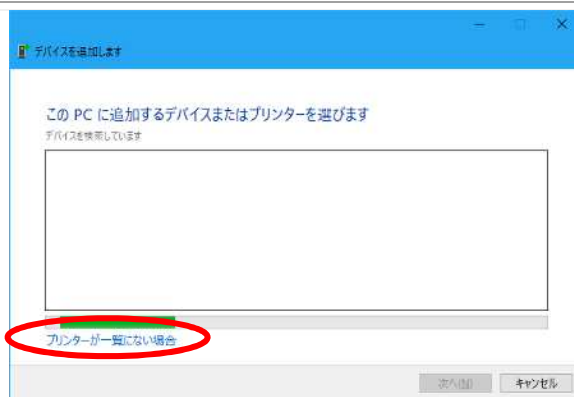 デバイスを追加します
この PC に追加するデバイスまたはプリンターを選びます
デバイスを検索しています
プリンターが一覧にない場合
次へ(N)
キャンセル